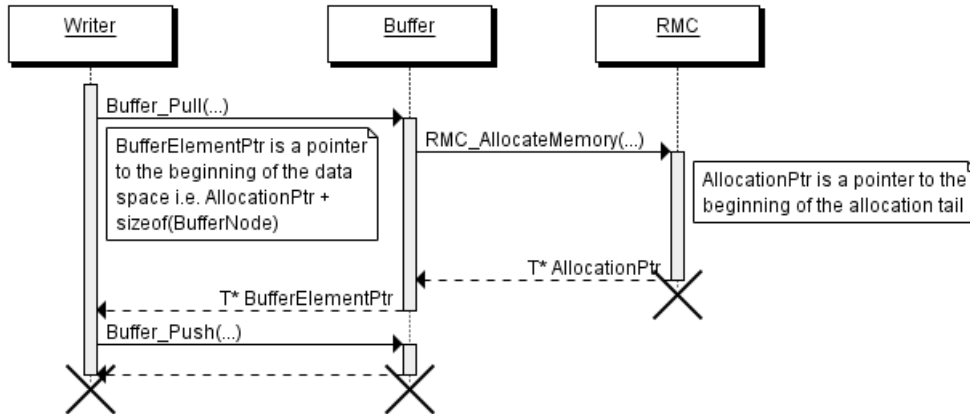 Writer
Buffer
RMC
Buffer_Pull(...)
BufferElementPtr is a pointer
to the beginning of the data
space i.e. AllocationPtr +
sizeof(BufferNode)
RMC_AllocateMemory(...)
AllocationPtr is a pointer to the
beginning of the allocation tail
T* AllocationPtr
T* BufferElementPtr
Buffer_Push(...)